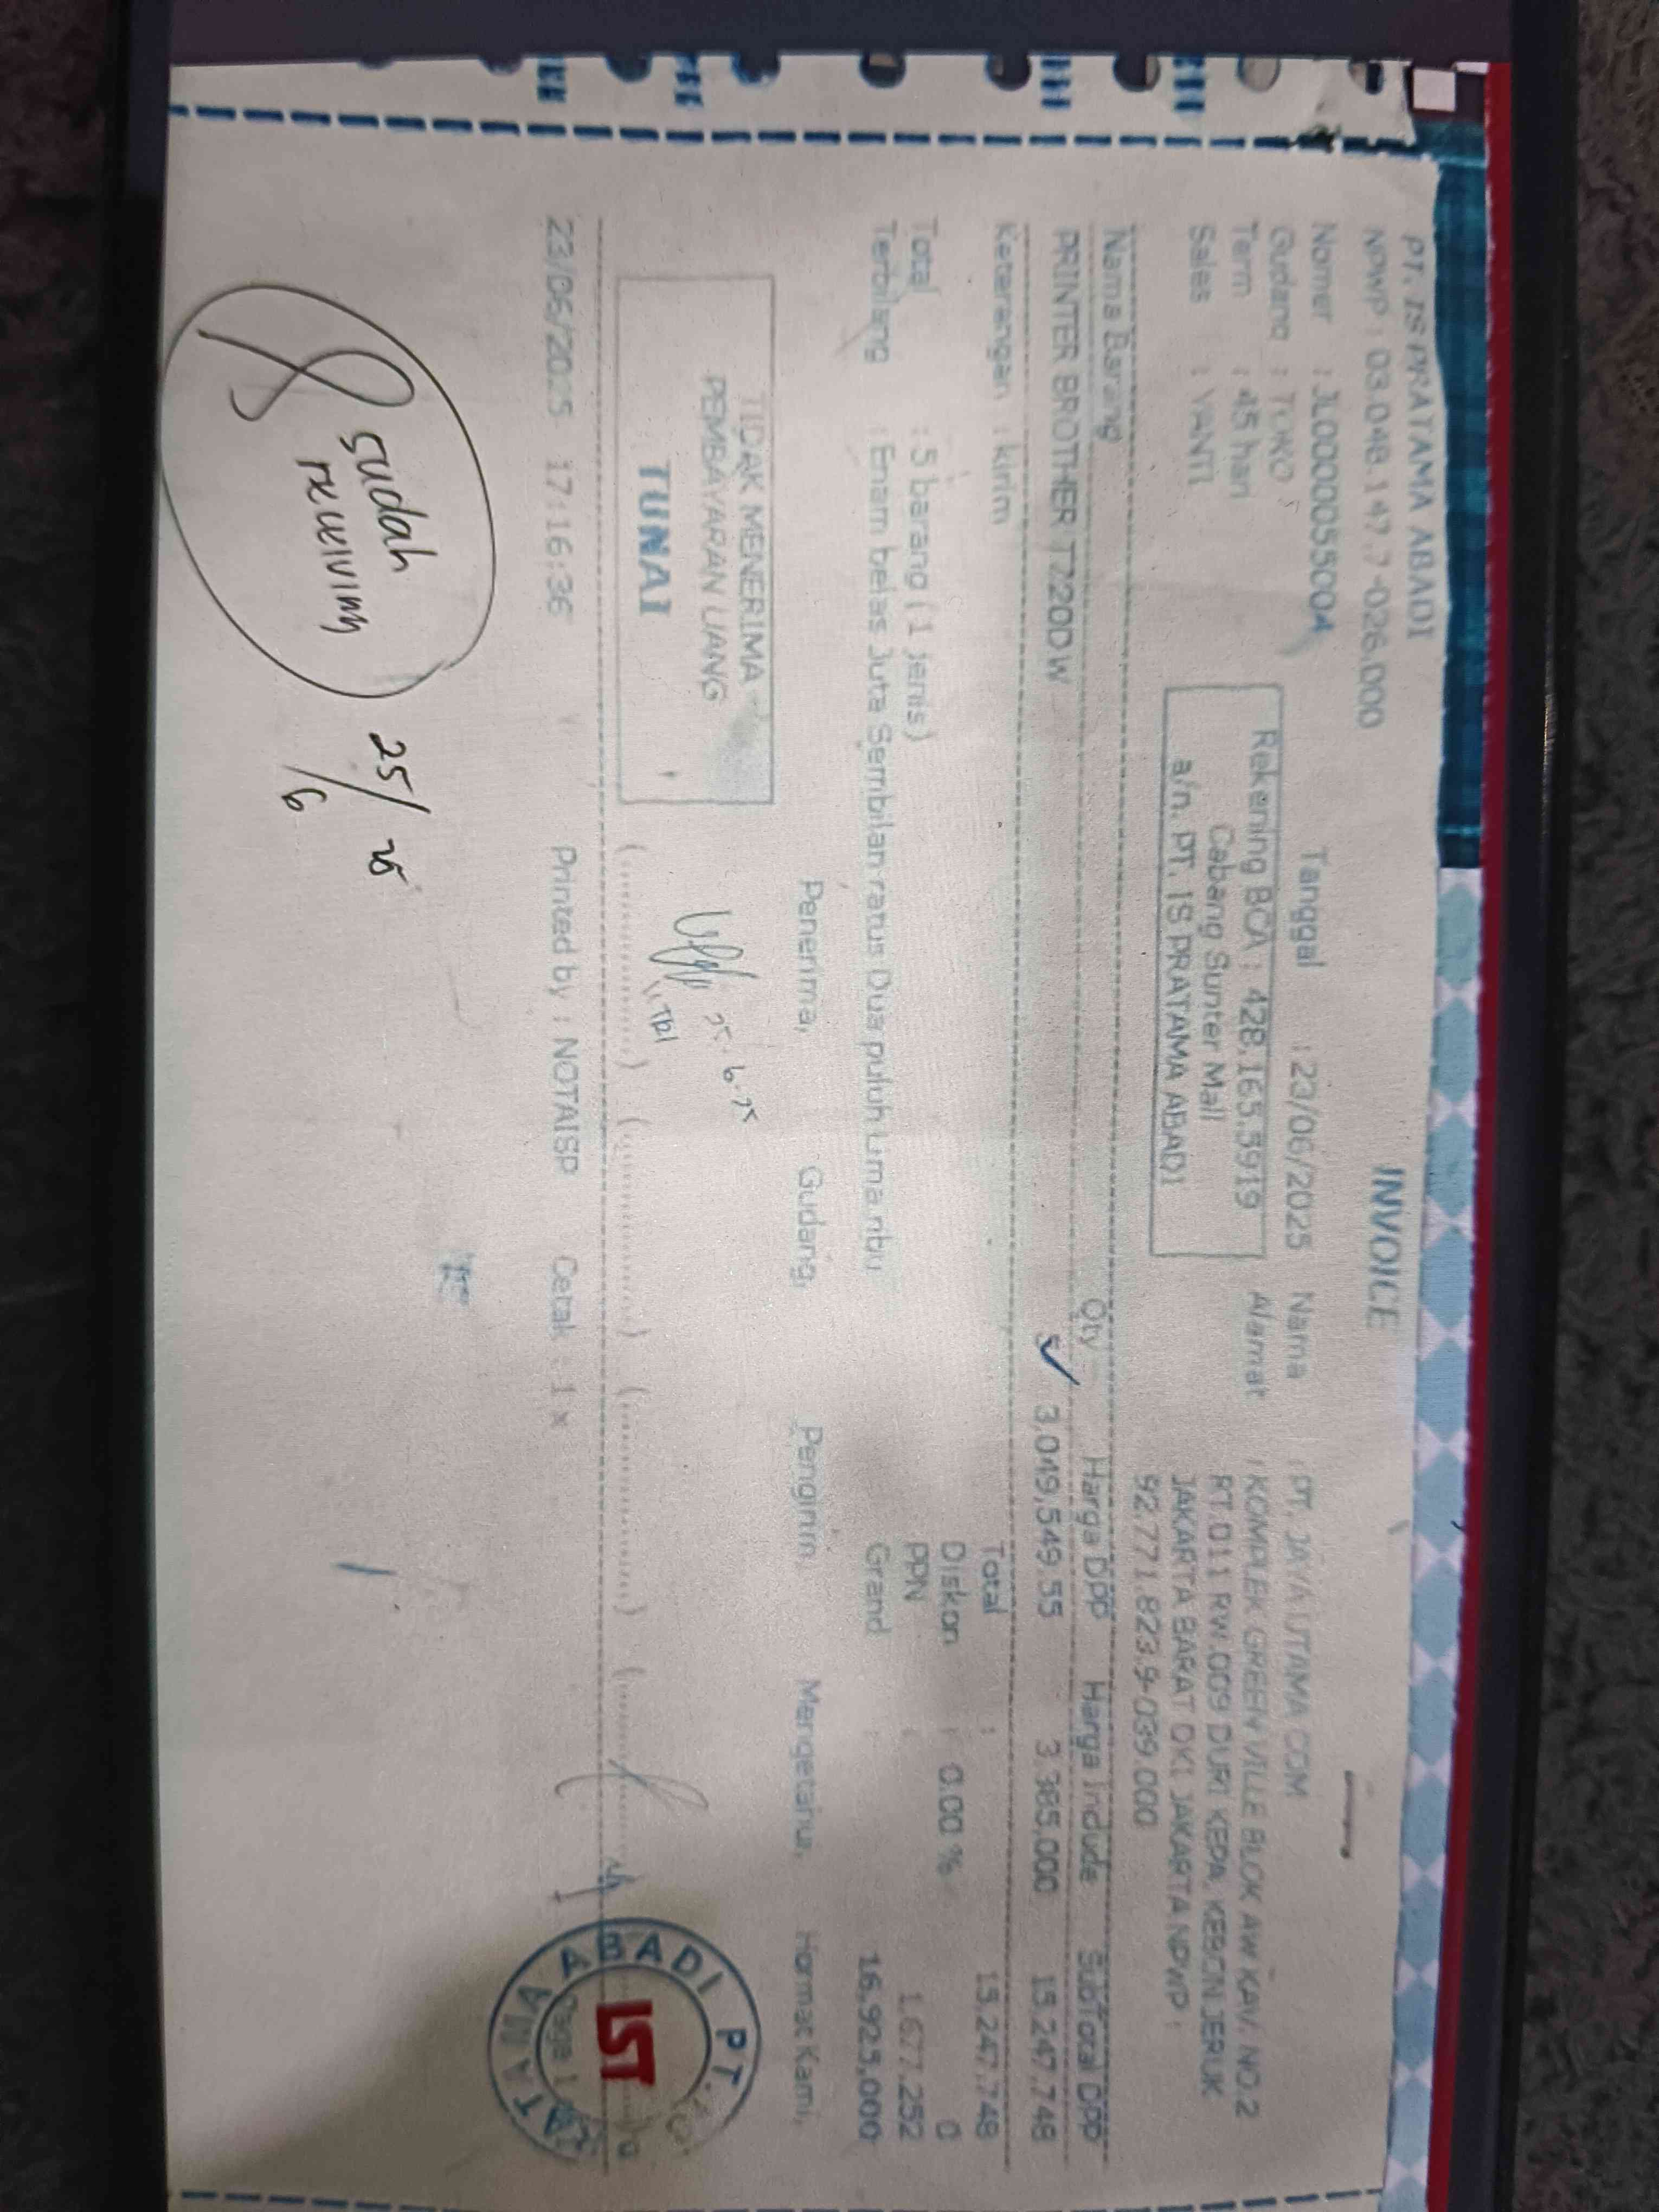 PT. IS PRATAMA ABADI
NPWP : 03.048.147.7-026.000
INVOICE
Nomer : JL0000055004
Tanggal : 23/06/2025
Nama : PT. JAYA UTAMA COM
Gudang : TOKO
Term : 45 hari
Sales : YANTI
Rekening BCA : 428.165.5919
Cabang Sunter Mall
a/n. PT. IS PRATAMA ABADI
Alamat : KOMPLEK GREEN VILLE BLOK AW KAV. NO.2
RT.011 RW.009 DURI KEPA, KEBON JERUK
JAKARTA BARAT DKI JAKARTA NPWP :
92.771.823.9-039.000
Nama Barang Qty Harga Dpp Harga Include SubTotal DPP
PRINTER BROTHER T720DW 3,049,549.55 3,385,000 15,247,748
Keterangan : kirim
Total : 15,247,748
Diskon : 0.00 % 0
PPN : 1,677,252
Grand : 16,925,000
Total : 5 barang (1 jenis)
Terbilang : Enam belas Juta Sembilan ratus Dua puluh Lima ribu
Penerima, Gudang, Pengirim, Mengetahui, Hormat Kami,
TIDAK MENERIMA
PEMBAYARAN UANG
TUNAI
25.6.25
PT. ABADI
IST
23/06/2025 17:16:36 Printed by : NOTAISP Cetak : 1 x
sudah
receiving
25/6 25